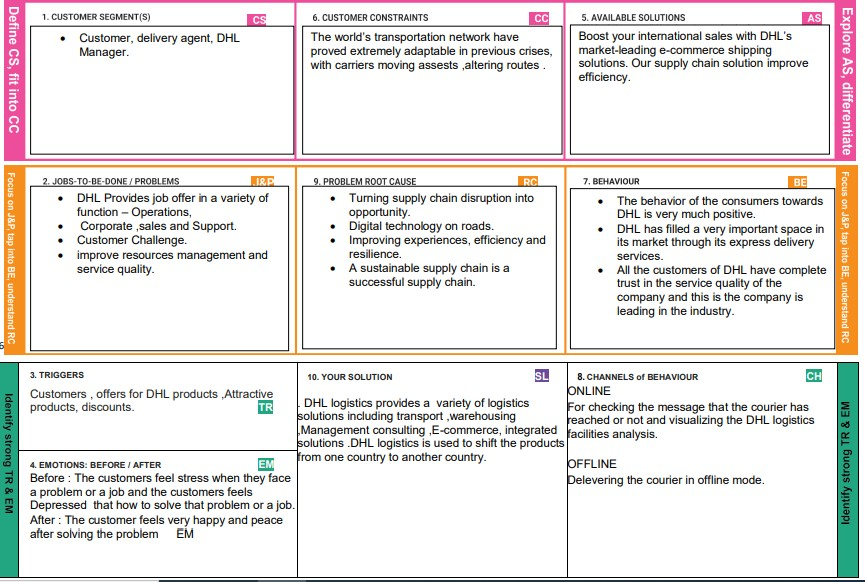 Define CS, fit into CC
1. CUSTOMER SEGMENT(S)
CS
• Customer, delivery agent, DHL
Manager.
6. CUSTOMER CONSTRAINTS
CC
The world's transportation network have
proved extremely adaptable in previous crises,
with carriers moving assests ,altering routes .
5. AVAILABLE SOLUTIONS
AS
Boost your international sales with DHL's
market-leading e-commerce shipping
solutions. Our supply chain solution improve
efficiency.
Explore AS, differentiate
Focus on J&P, tap into BE, understand RC
2. JOBS-TO-BE-DONE / PROBLEMS
J&P
• DHL Provides job offer in a variety of
function – Operations,
• Corporate ,sales and Support.
• Customer Challenge.
• improve resources management and
service quality.
9. PROBLEM ROOT CAUSE
RC
• Turning supply chain disruption into
opportunity.
• Digital technology on roads.
• Improving experiences, efficiency and
resilience.
• A sustainable supply chain is a
successful supply chain.
7. BEHAVIOUR
BE
• The behavior of the consumers towards
DHL is very much positive.
• DHL has filled a very important space in
its market through its express delivery
services.
• All the customers of DHL have complete
trust in the service quality of the
company and this is the company is
leading in the industry.
Focus on J&P, tap into BE, understand RC
Identify strong TR & EM
3. TRIGGERS
Customers , offers for DHL products ,Attractive
products, discounts.
TR
4. EMOTIONS: BEFORE / AFTER
EM
Before : The customers feel stress when they face
a problem or a job and the customers feels
Depressed that how to solve that problem or a job.
After : The customer feels very happy and peace
after solving the problem EM
10. YOUR SOLUTION
SL
. DHL logistics provides a variety of logistics
solutions including transport ,warehousing
,Management consulting ,E-commerce, integrated
solutions .DHL logistics is used to shift the products
from one country to another country.
8. CHANNELS of BEHAVIOUR
CH
ONLINE
For checking the message that the courier has
reached or not and visualizing the DHL logistics
facilities analysis.
OFFLINE
Delevering the courier in offline mode.
Identify strong TR & EM